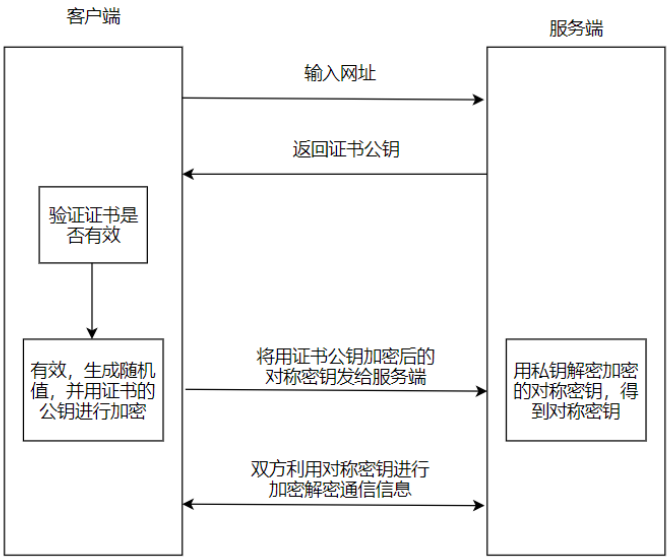 客户端
服务端
输入网址
返回证书公钥
验证证书是
否有效
有效，生成随机
值，并用证书的
公钥进行加密
将用证书公钥加密后的
对称密钥发给服务端
用私钥解密加密
的对称密钥，得
到对称密钥
双方利用对称密钥进行
加密解密通信信息